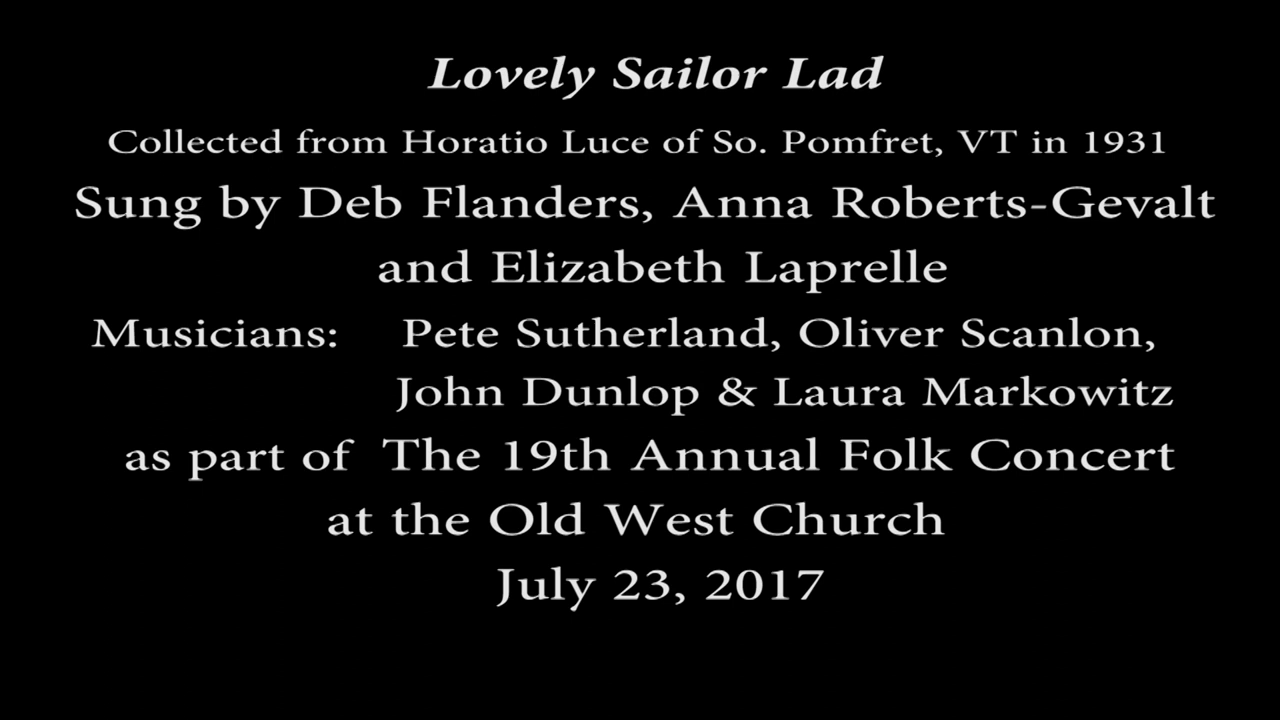 Lovely Sailor Lad
Collected from Horatio Luce of So. Pomfret, VT in 1931
Sung by Deb Flanders, Anna Roberts-Gevalt
and Elizabeth Laprelle
Musicians: Pete Sutherland, Oliver Scanlon,
John Dunlop & Laura Markowitz
as part of The 19th Annual Folk Concert
at the Old West Church
July 23, 2017